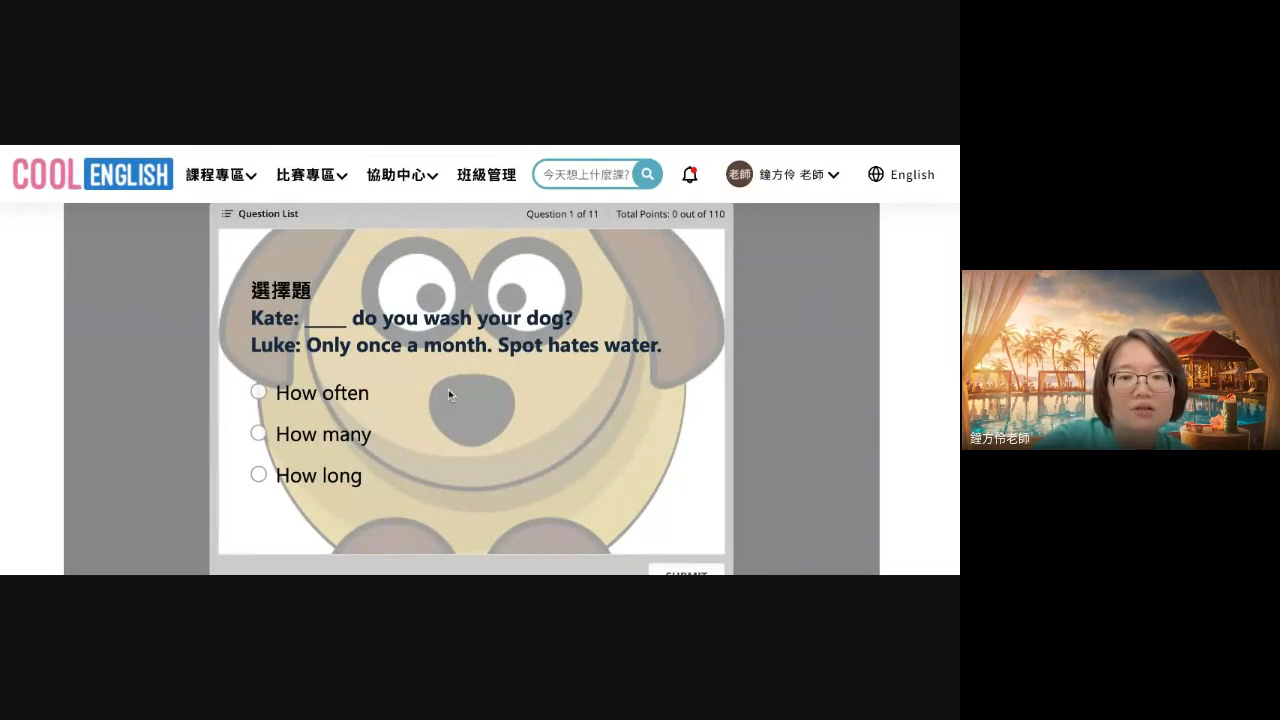 COOL ENGLISH 課程專區 比賽專區 協助中心 班級管理 今天想上什麼課? 老師 鐘方伶 老師 English
Question List Question 1 of 11 Total Points: 0 out of 110
選擇題
Kate: ____ do you wash your dog?
Luke: Only once a month. Spot hates water.
How often
How many
How long
SUBMIT
鐘方伶老師